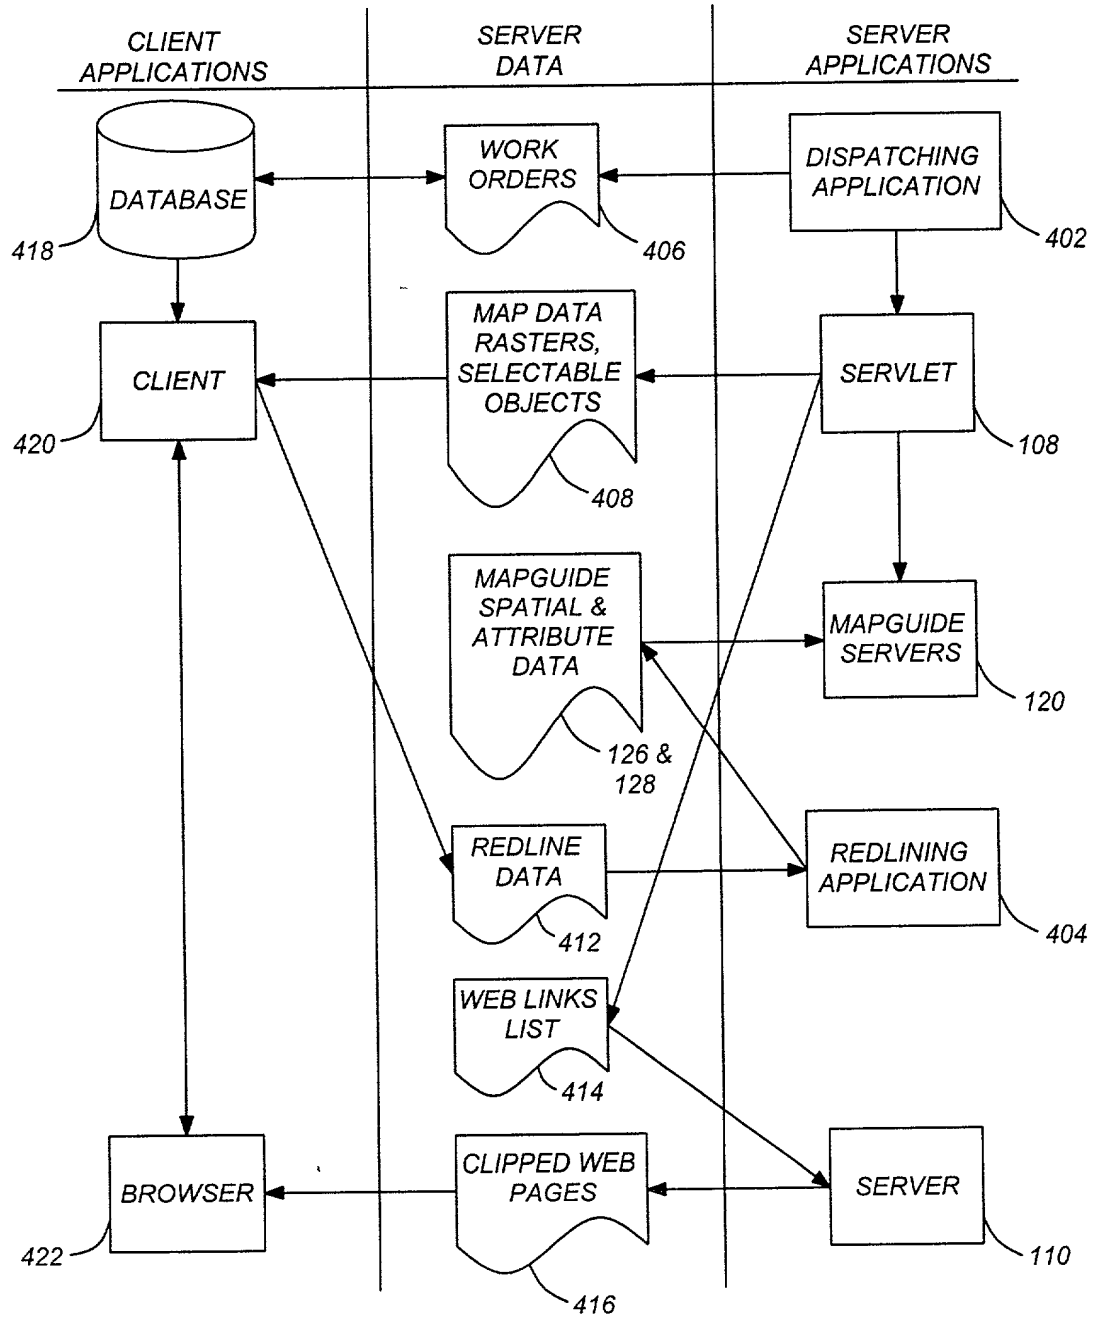 CLIENT
APPLICATIONS
SERVER
DATA
SERVER
APPLICATIONS
DATABASE
418
WORK
ORDERS
406
DISPATCHING
APPLICATION
402
CLIENT
420
MAP DATA
RASTERS,
SELECTABLE
OBJECTS
408
SERVLET
108
MAPGUIDE
SPATIAL &
ATTRIBUTE
DATA
126 &
128
MAPGUIDE
SERVERS
120
REDLINE
DATA
412
REDLINING
APPLICATION
404
WEB LINKS
LIST
414
BROWSER
422
CLIPPED WEB
PAGES
416
SERVER
110